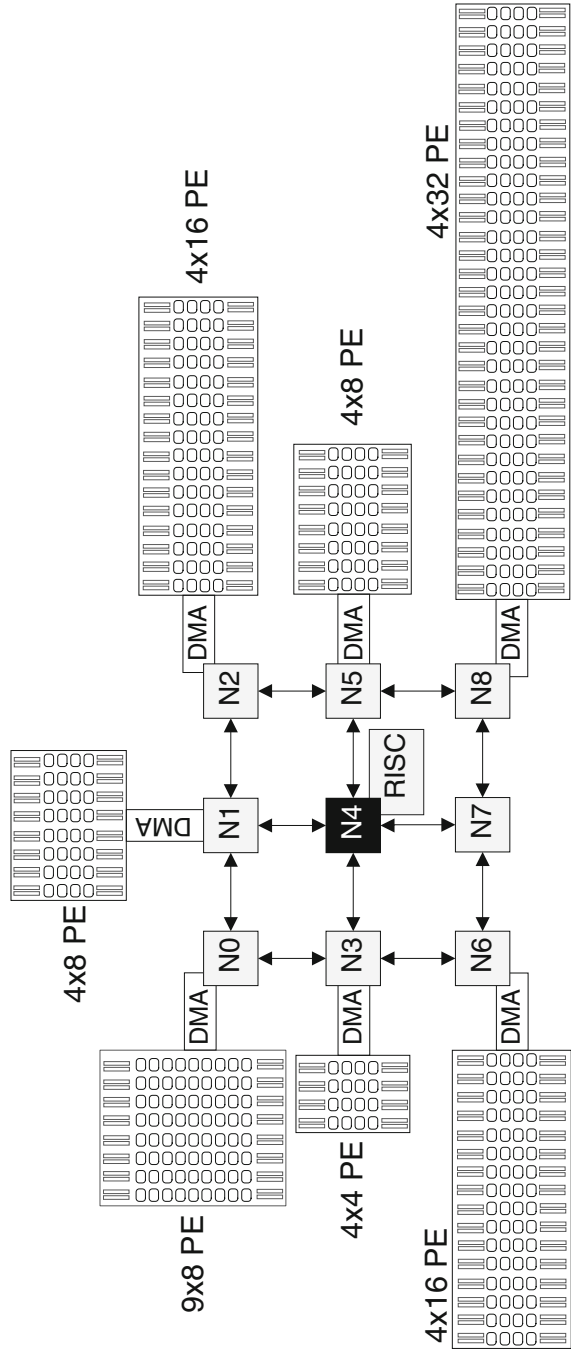 4x8 PE
DMA
9x8 PE
DMA
4x16 PE
DMA
N0
N1
N2
4x4 PE
DMA
N3
N4
RISC
N5
DMA
4x8 PE
4x16 PE
DMA
N6
N7
N8
DMA
4x32 PE